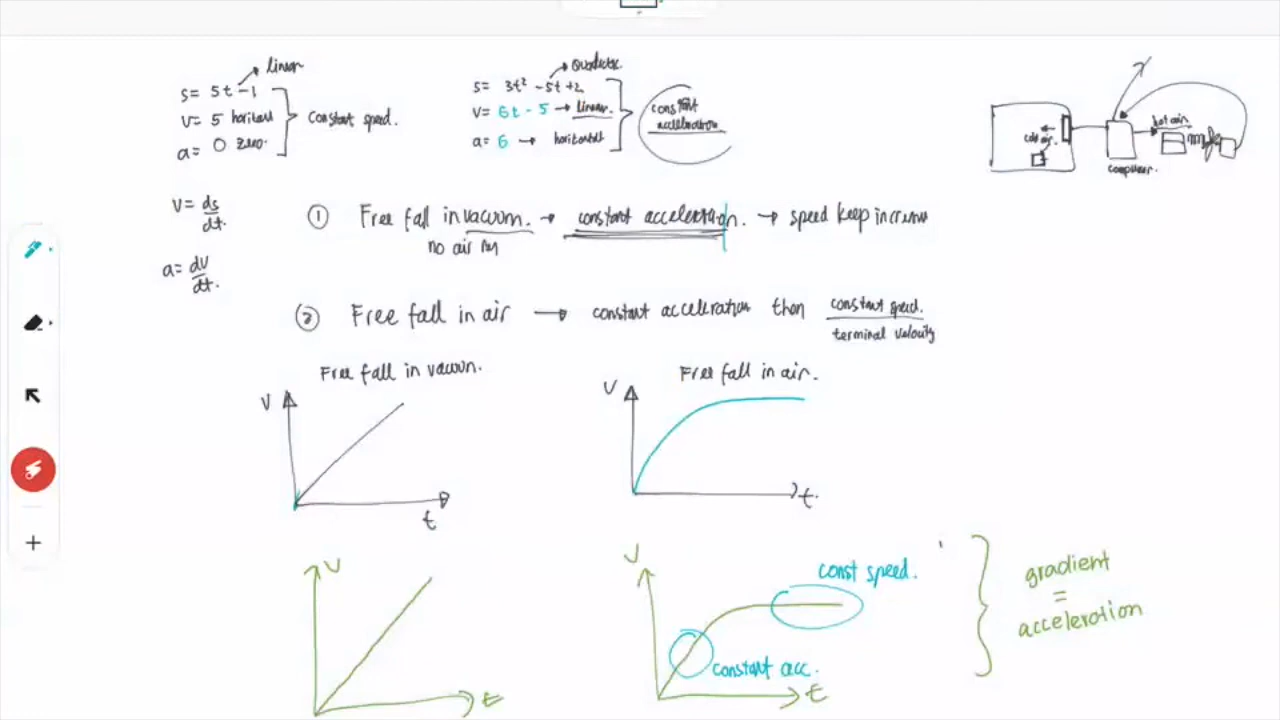 linear
s= 5t -1
v= 5 horizontal
a= 0 zero.
constant speed.
Quadratic
s= 3t² -5t +2
v= 6t - 5 → linear.
a= 6 → horizontal
constant acceleration
cold air.
hot air
v= ds/dt.
a= dv/dt.
① Free fall in vacuum. → constant acceleration. → speed keep increase
no air
② Free fall in air → constant acceleration then constant speed.
terminal velocity
Free fall in vacuum.
V
t
Free fall in air.
V
t.
V
t
V
const speed.
constant acc.
t
gradient
=
acceleration